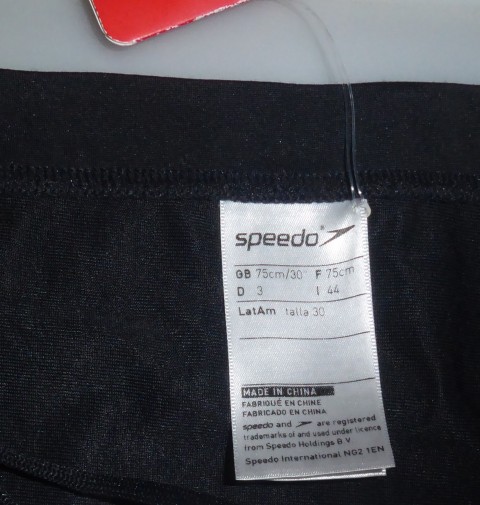 speedo®
GB 75cm/30" F 75cm
D 3 I 44
LatAm talla 30
MADE IN CHINA
FABRIQUÉ EN CHINE
FABRICADO EN CHINA
speedo and are registered
trademarks of and used under licence
from Speedo Holdings B.V
Speedo International NG2 1EN